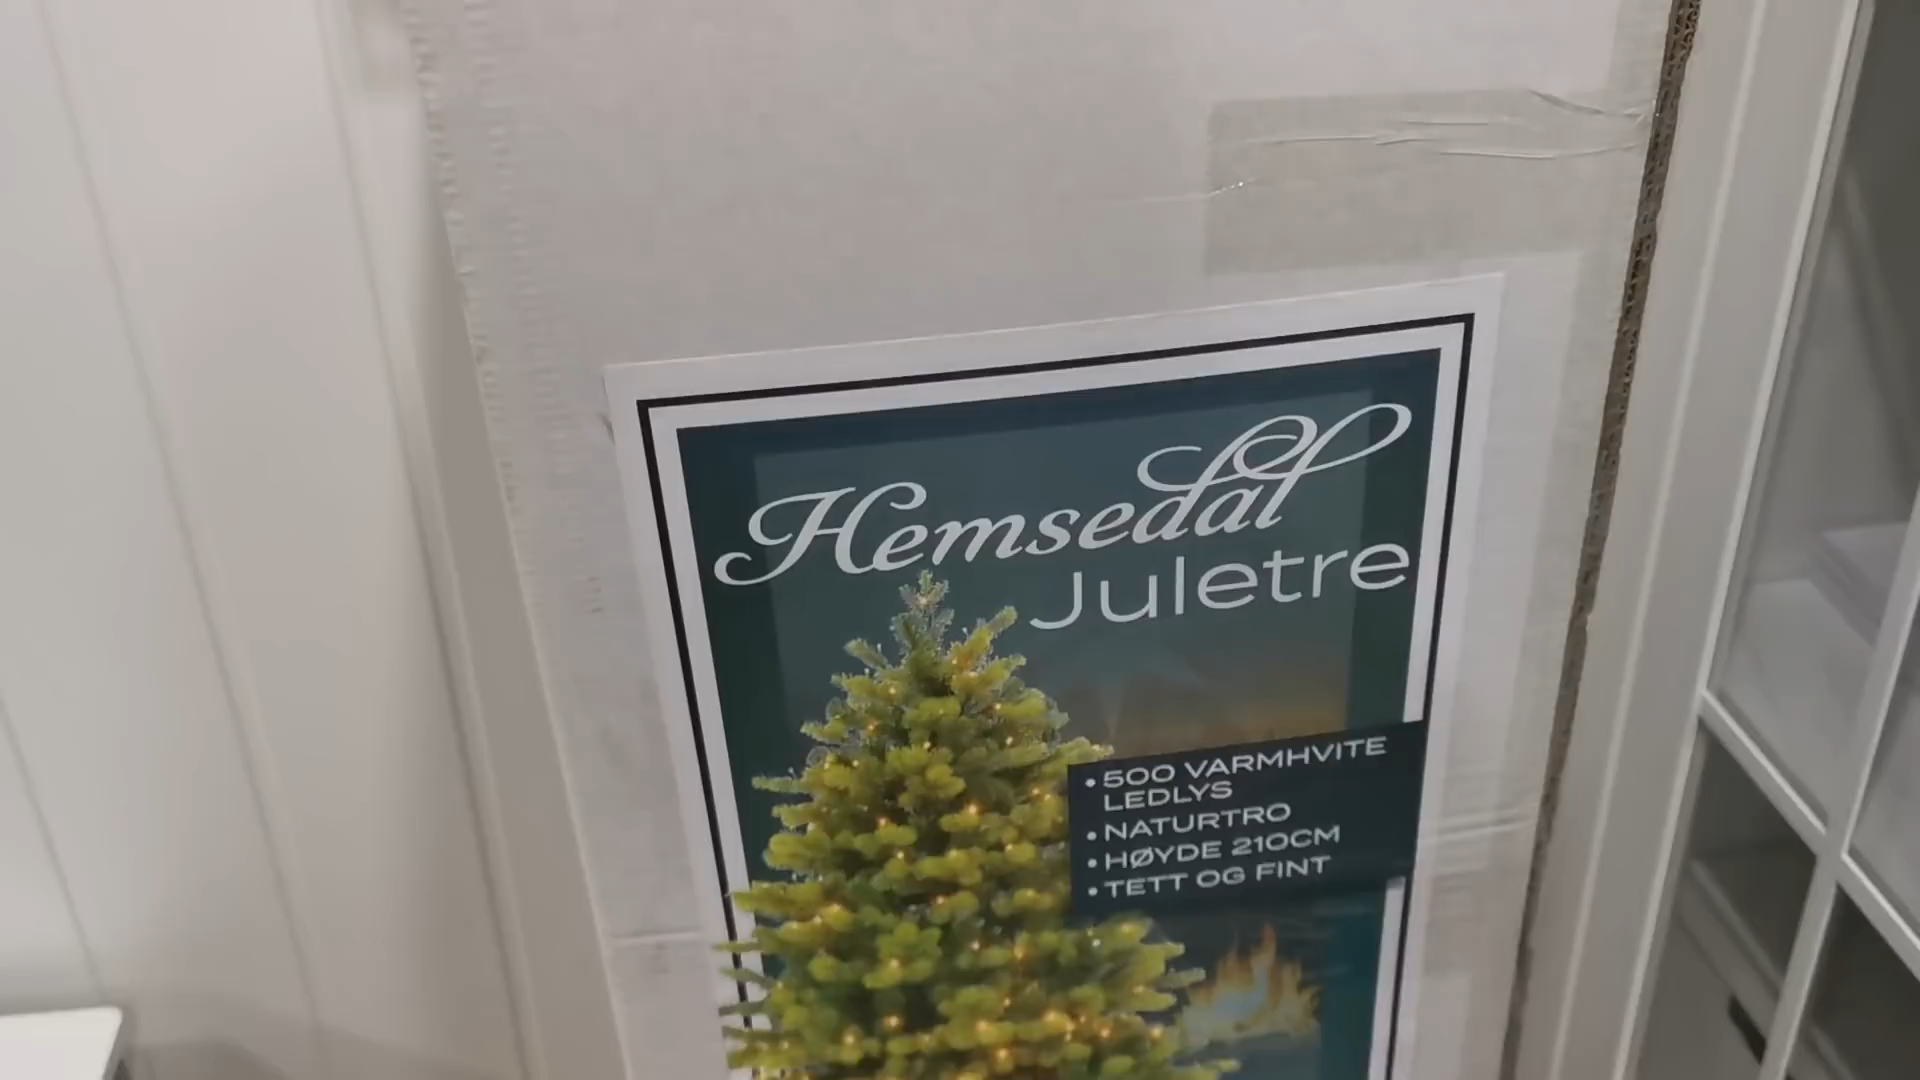 Hemsedal
Juletre
• 500 VARMHVITE
LEDLYS
• NATURTRO
• HØYDE 210CM
• TETT OG FINT